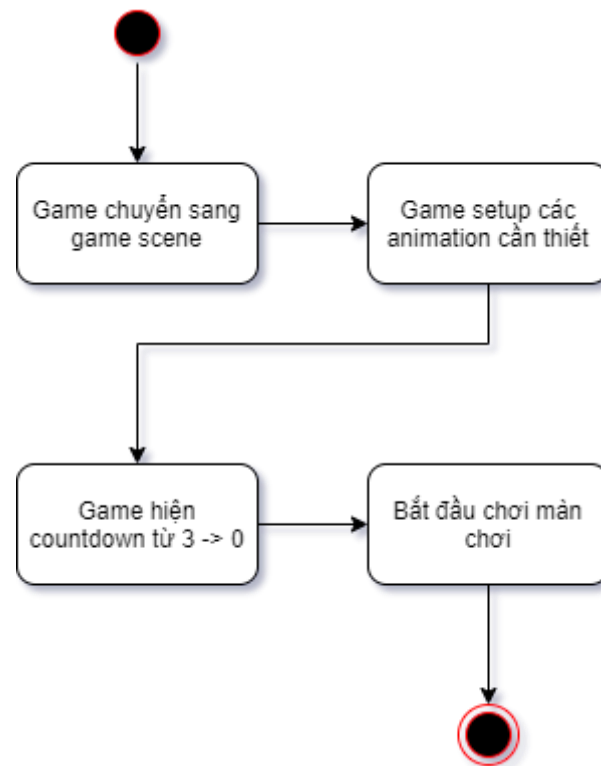 Game chuyển sang
game scene
Game setup các
animation cần thiết
Game hiện
countdown từ 3 -> 0
Bắt đầu chơi màn
chơi